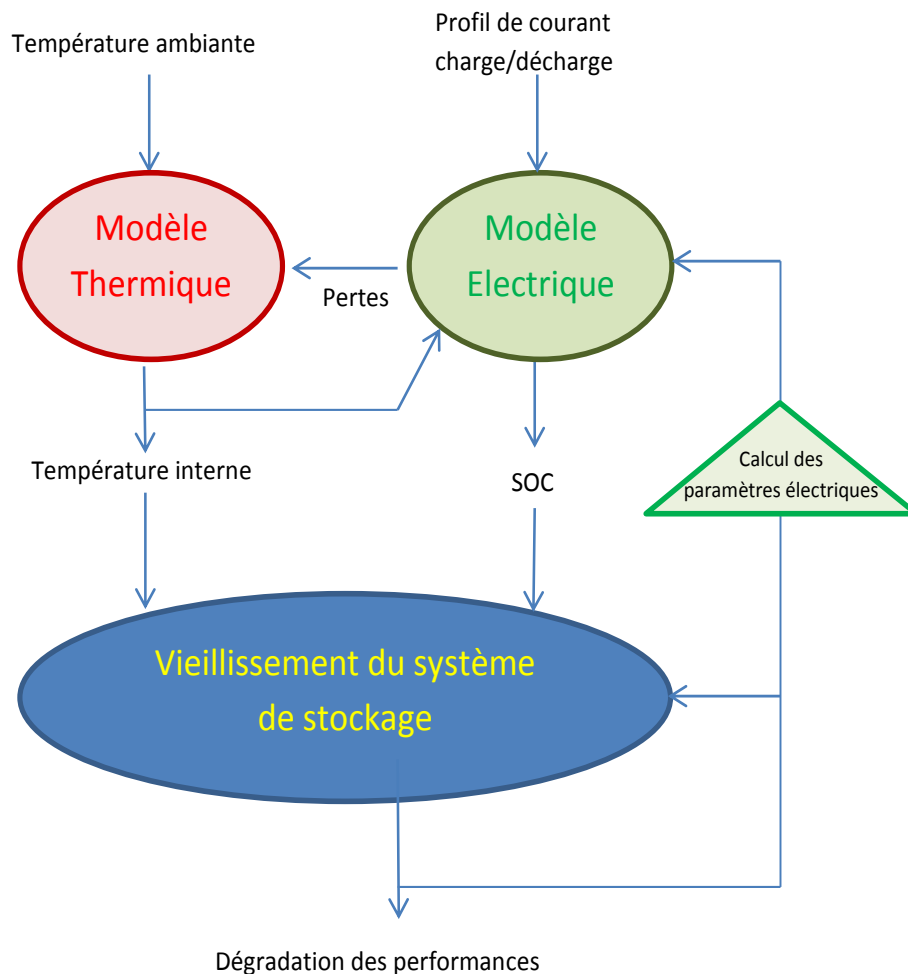 Température ambiante
Profil de courant
charge/décharge
Modèle
Thermique
Modèle
Electrique
Pertes
Température interne
SOC
Calcul des
paramètres électriques
Vieillissement du système
de stockage
Dégradation des performances